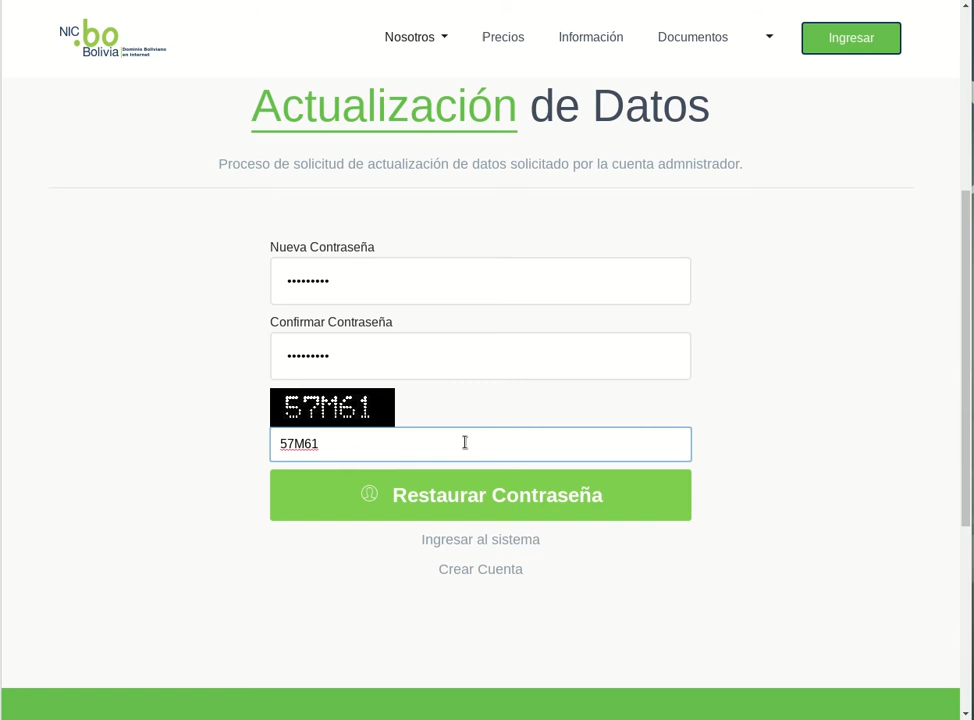 NIC .bo Bolivia Dominio Boliviano en Internet
Nosotros Precios Información Documentos Ingresar
Actualización de Datos
Proceso de solicitud de actualización de datos solicitado por la cuenta admnistrador.
Nueva Contraseña
•••••••••
Confirmar Contraseña
•••••••••
57M61
57M61
Restaurar Contraseña
Ingresar al sistema
Crear Cuenta